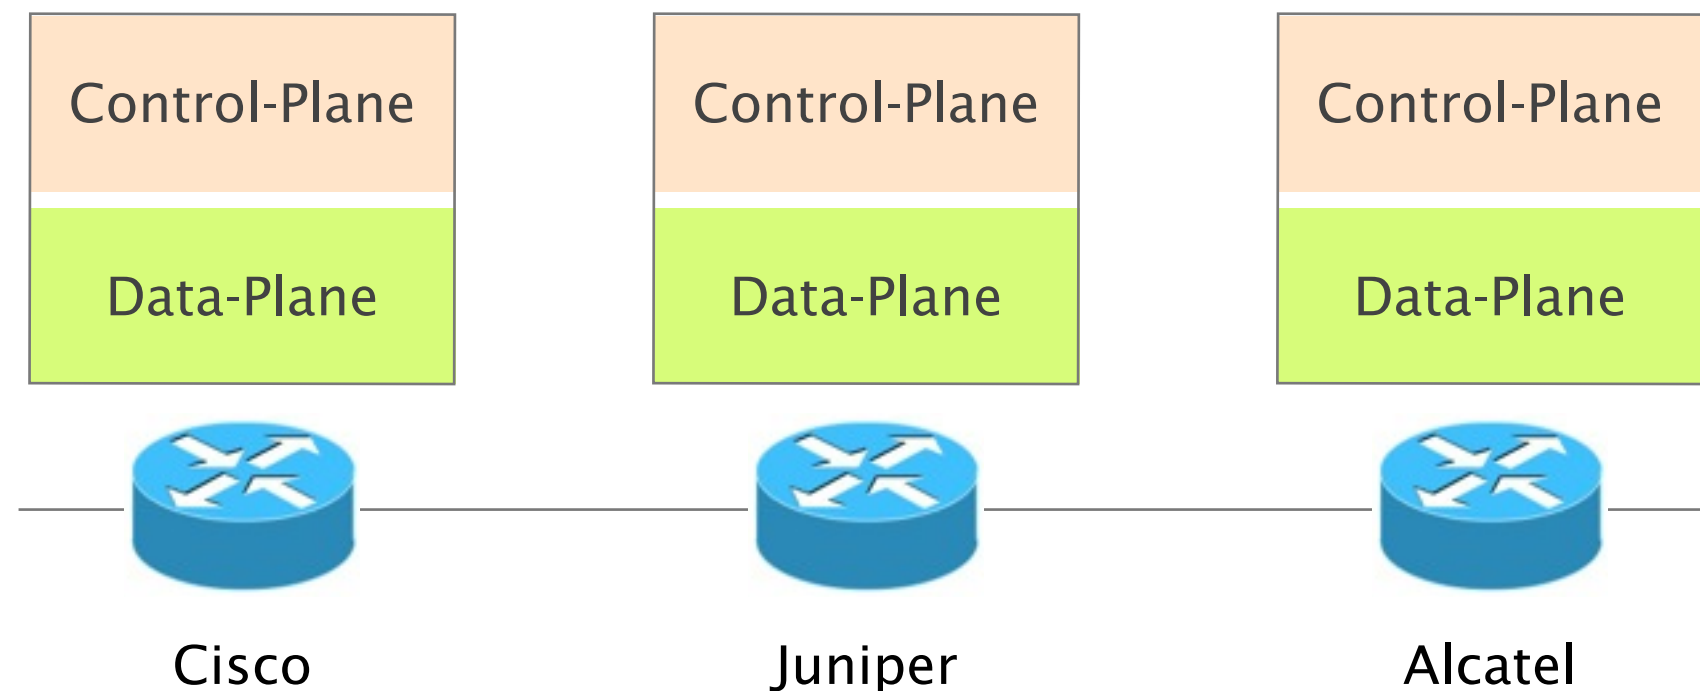 Control-Plane Control-Plane Control-Plane
Data-Plane Data-Plane Data-Plane
Cisco Juniper Alcatel